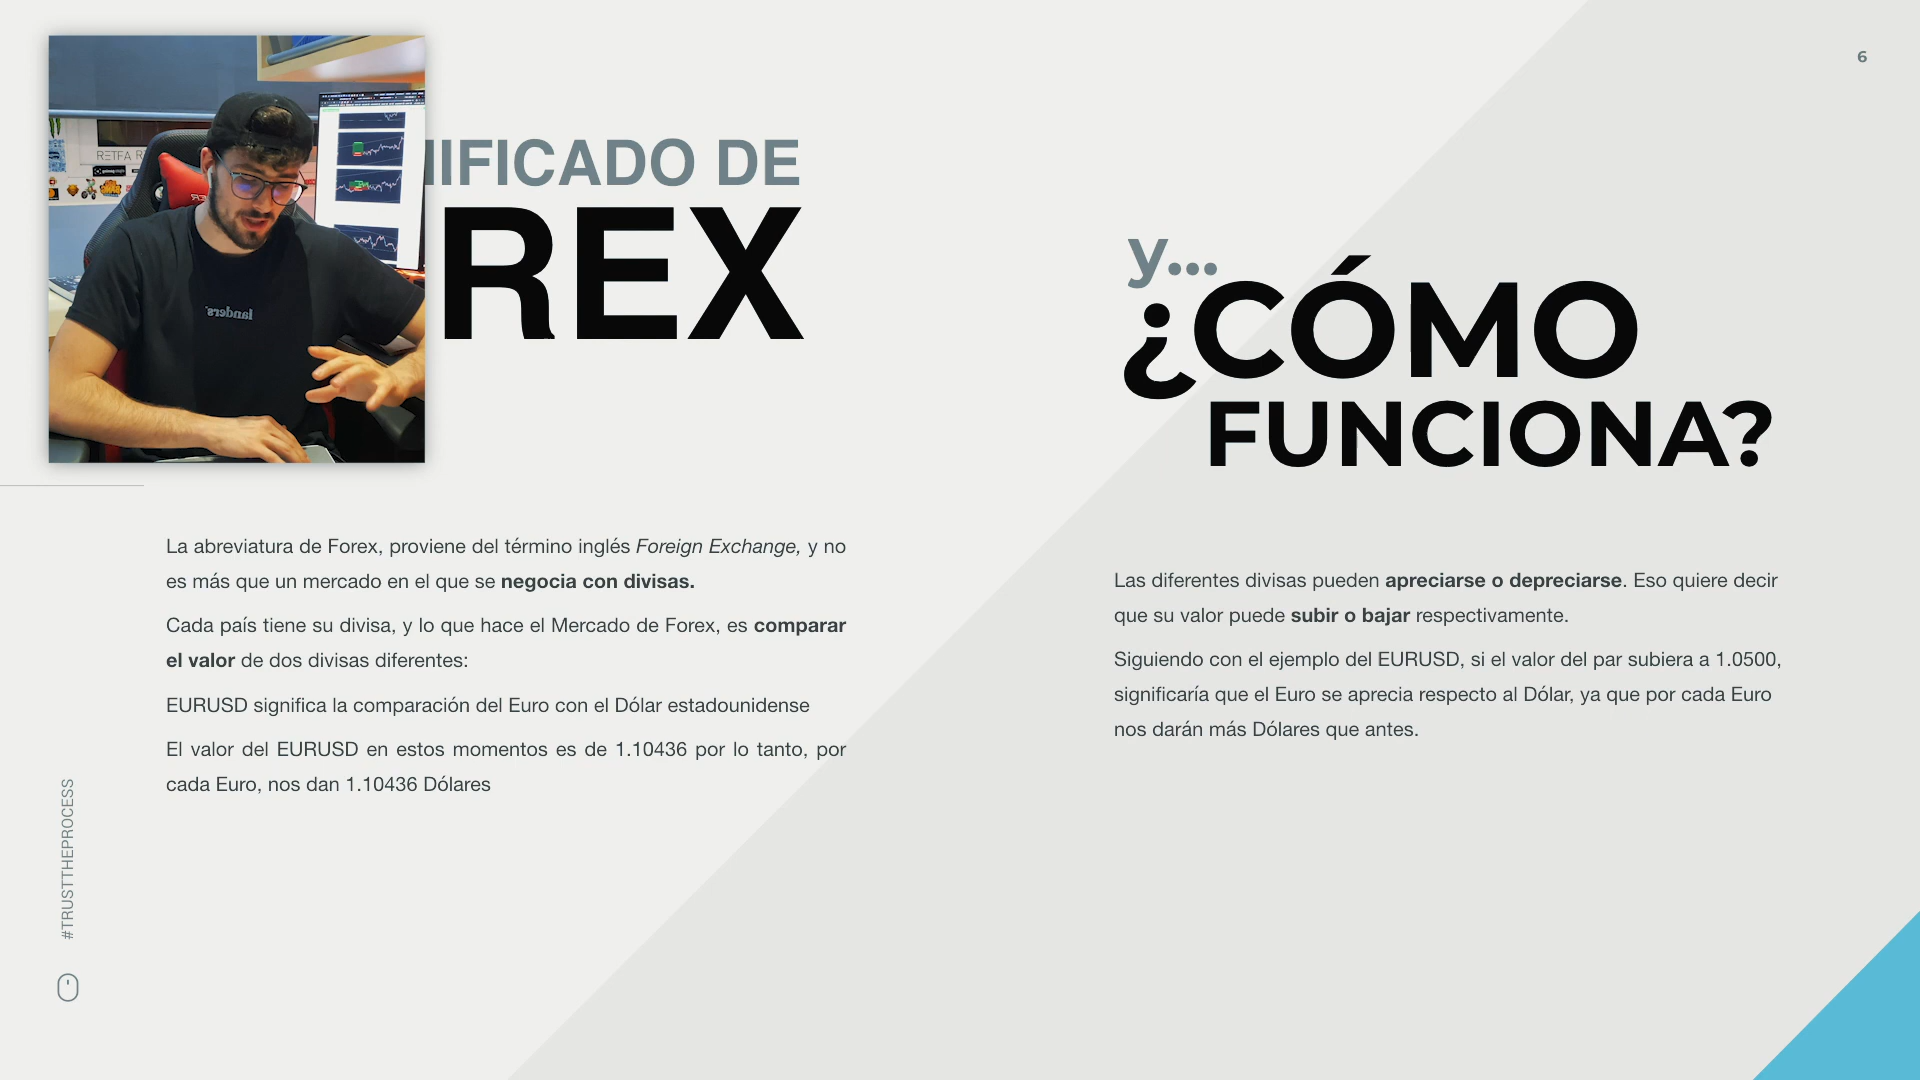 6
NIFICADO DE
REX
y...
¿CÓMO
FUNCIONA?
La abreviatura de Forex, proviene del término inglés Foreign Exchange, y no
es más que un mercado en el que se negocia con divisas.
Cada país tiene su divisa, y lo que hace el Mercado de Forex, es comparar
el valor de dos divisas diferentes:
EURUSD significa la comparación del Euro con el Dólar estadounidense
El valor del EURUSD en estos momentos es de 1.10436 por lo tanto, por
cada Euro, nos dan 1.10436 Dólares
Las diferentes divisas pueden apreciarse o depreciarse. Eso quiere decir
que su valor puede subir o bajar respectivamente.
Siguiendo con el ejemplo del EURUSD, si el valor del par subiera a 1.0500,
significaría que el Euro se aprecia respecto al Dólar, ya que por cada Euro
nos darán más Dólares que antes.
#TRUSTTHEPROCESS
landers